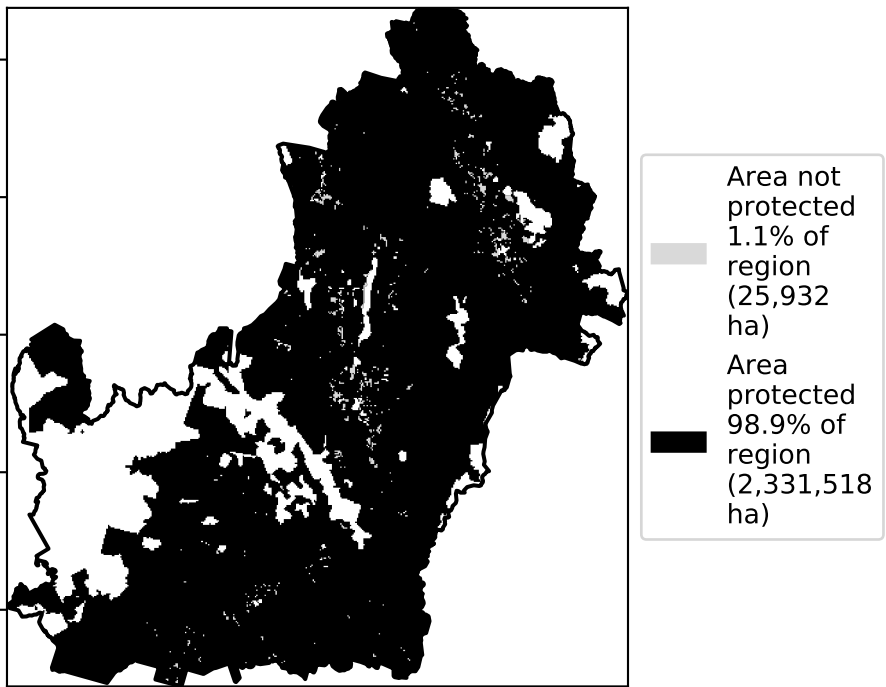 Area not
protected
1.1% of
region
(25,932
ha)
Area
protected
98.9% of
region
(2,331,518
ha)